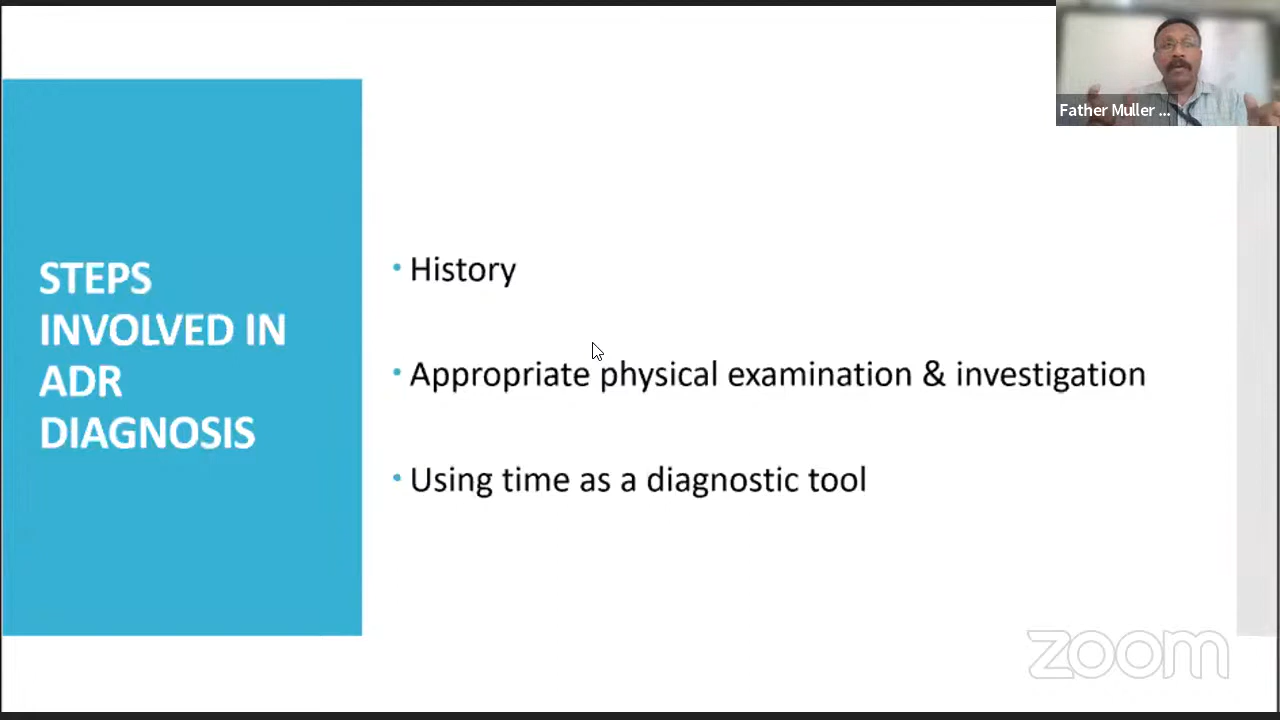 Father Muller ...
STEPS
INVOLVED IN
ADR
DIAGNOSIS
• History
• Appropriate physical examination & investigation
• Using time as a diagnostic tool
zoom